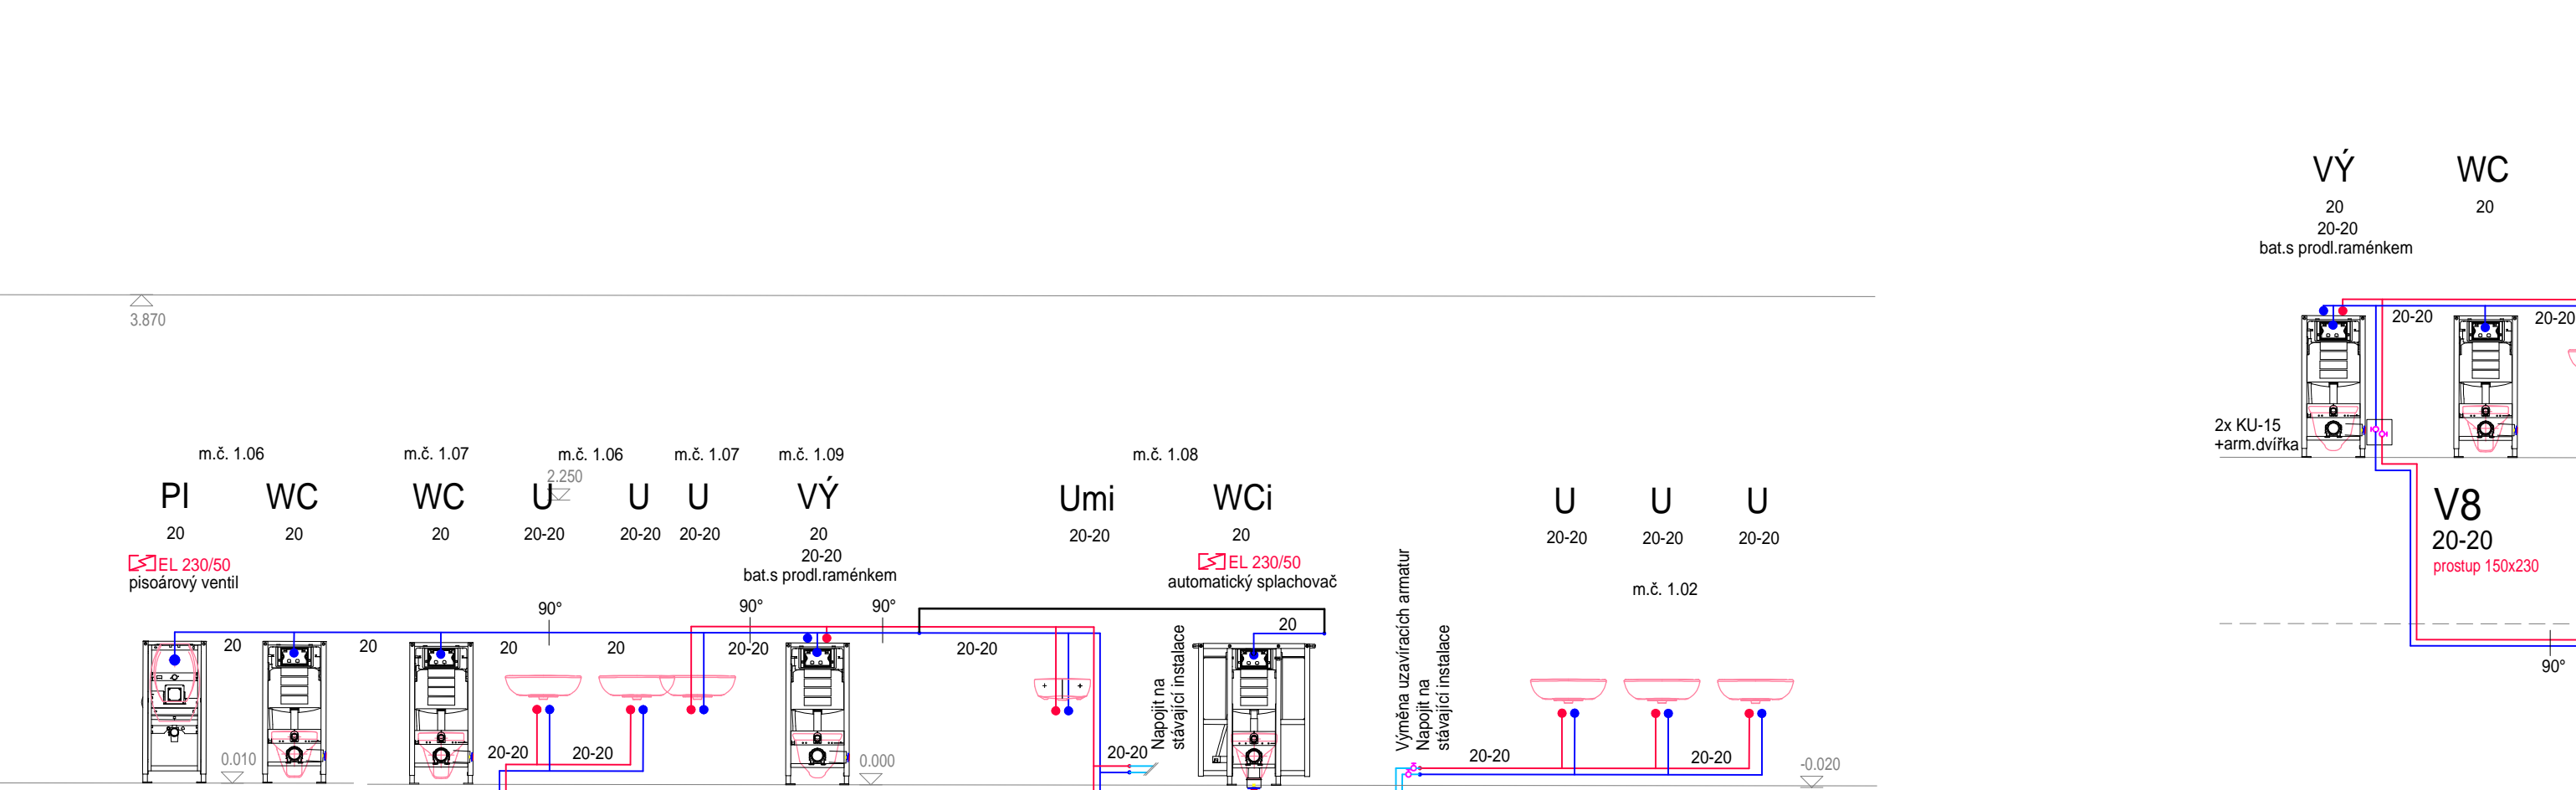 VÝ
WC
20
20
20-20
bat.s prodl.raménkem
3.870
20-20
20-20
2x KU-15
+arm.dvířka
m.č. 1.06
m.č. 1.07
m.č. 1.06
m.č. 1.07
m.č. 1.09
m.č. 1.08
2.250
PI
WC
WC
U
U
U
VÝ
Umi
WCi
U
U
U
V8
20
20
20
20-20
20-20
20-20
20
20-20
20
20-20
20-20
20-20
20-20
20-20
bat.s prodl.raménkem
EL 230/50
pisoárový ventil
EL 230/50
automatický splachovač
prostup 150x230
m.č. 1.02
90°
90°
90°
20
20
20
20
20
20-20
20-20
20
90°
Napojit na
stávající instalace
Výměna uzavíracích armatur
Napojit na
stávající instalace
0.010
20-20
20-20
0.000
20-20
20-20
20-20
-0.020